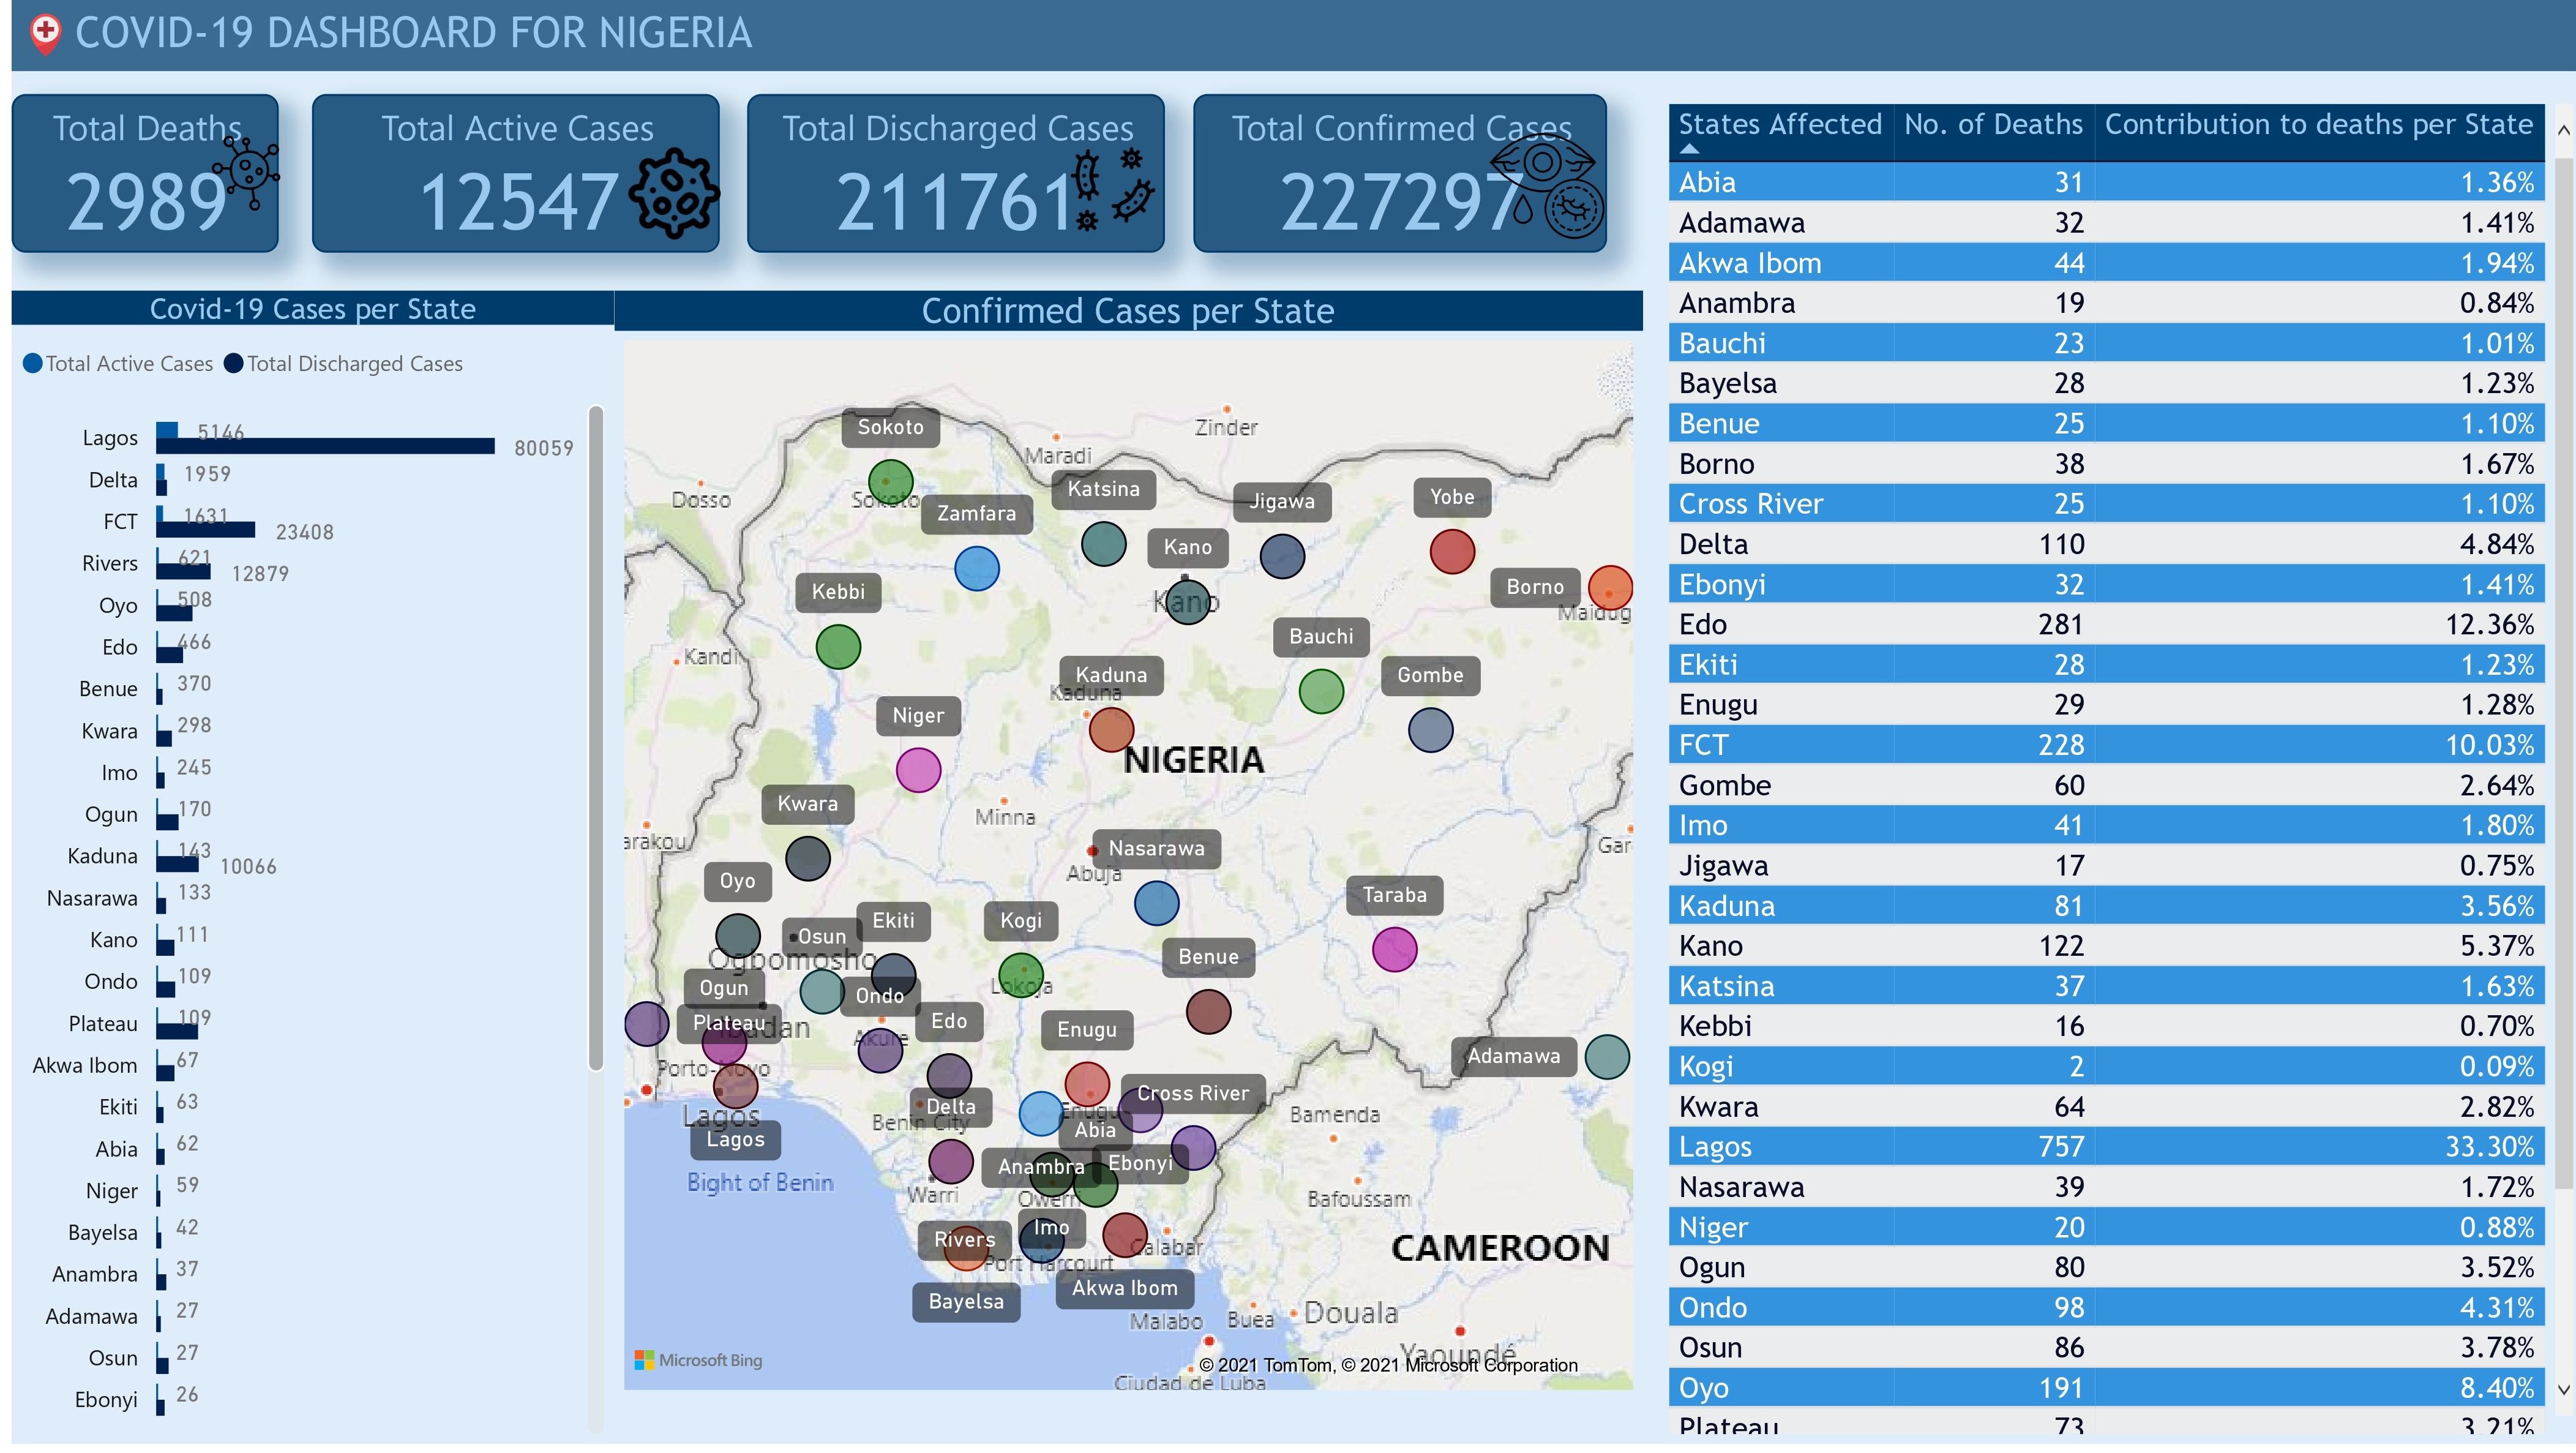 COVID-19 DASHBOARD FOR NIGERIA
Total Deaths
2989
Total Active Cases
12547
Total Discharged Cases
211761
Total Confirmed Cases
227297
Covid-19 Cases per State
Total Active Cases Total Discharged Cases
Lagos 5146 80059
Delta 1959
FCT 1631 23408
Rivers 621 12879
Oyo 508
Edo 466
Benue 370
Kwara 298
Imo 245
Ogun 170
Kaduna 143 10066
Nasarawa 133
Kano 111
Ondo 109
Plateau 109
Akwa Ibom 67
Ekiti 63
Abia 62
Niger 59
Bayelsa 42
Anambra 37
Adamawa 27
Osun 27
Ebonyi 26
Confirmed Cases per State
Sokoto
Zinder
Maradi
Katsina
Dosso
Sokoto
Zamfara
Jigawa
Yobe
Kano
Kano
Kebbi
Borno
Maidug
Bauchi
Kandi
Kaduna
Kaduna
Gombe
Niger
NIGERIA
Kwara
Minna
arakou
Nasarawa
Gar
Abuja
Oyo
Taraba
Ekiti
Kogi
Osun
Ogbomosho
Benue
Lokoja
Ogun
Ondo
Plateau
Ibadan
Edo
Enugu
Akure
Adamawa
Porto-Novo
Cross River
Delta
Enugu
Lagos
Benin City
Bamenda
Abia
Lagos
Anambra
Ebonyi
Bight of Benin
Warri
Owerri
Bafoussam
Imo
Rivers
Calabar
CAMEROON
Port Harcourt
Akwa Ibom
Bayelsa
Malabo
Buea
Douala
Yaoundé
Microsoft Bing
© 2021 TomTom, © 2021 Microsoft Corporation
Ciudad de Luba
States Affected No. of Deaths Contribution to deaths per State
Abia 31 1.36%
Adamawa 32 1.41%
Akwa Ibom 44 1.94%
Anambra 19 0.84%
Bauchi 23 1.01%
Bayelsa 28 1.23%
Benue 25 1.10%
Borno 38 1.67%
Cross River 25 1.10%
Delta 110 4.84%
Ebonyi 32 1.41%
Edo 281 12.36%
Ekiti 28 1.23%
Enugu 29 1.28%
FCT 228 10.03%
Gombe 60 2.64%
Imo 41 1.80%
Jigawa 17 0.75%
Kaduna 81 3.56%
Kano 122 5.37%
Katsina 37 1.63%
Kebbi 16 0.70%
Kogi 2 0.09%
Kwara 64 2.82%
Lagos 757 33.30%
Nasarawa 39 1.72%
Niger 20 0.88%
Ogun 80 3.52%
Ondo 98 4.31%
Osun 86 3.78%
Oyo 191 8.40%
Plateau 73 3.21%